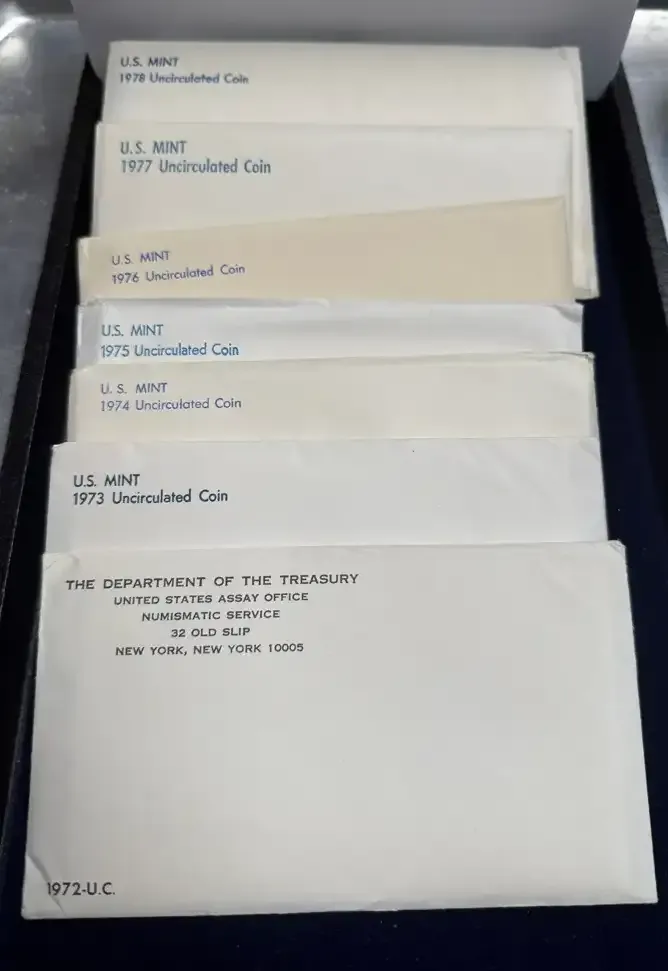 U.S. MINT
1978 Uncirculated Coin
U.S. MINT
1977 Uncirculated Coin
U.S. MINT
1976 Uncirculated Coin
U.S. MINT
1975 Uncirculated Coin
U. S. MINT
1974 Uncirculated Coin
U.S. MINT
1973 Uncirculated Coin
THE DEPARTMENT OF THE TREASURY
UNITED STATES ASSAY OFFICE
NUMISMATIC SERVICE
32 OLD SLIP
NEW YORK, NEW YORK 10005
1972-U.C.